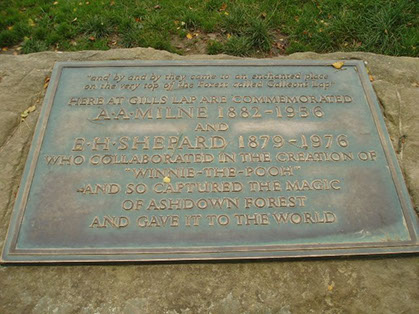 "and by and by they came to an enchanted place
on the very top of the Forest called Galleons Lap"
HERE AT GILLS LAP ARE COMMEMORATED
A·A·MILNE 1882-1956
AND
E·H·SHEPARD 1879-1976
WHO COLLABORATED IN THE CREATION OF
"WINNIE-THE-POOH"
AND SO CAPTURED THE MAGIC
OF ASHDOWN FOREST
AND GAVE IT TO THE WORLD